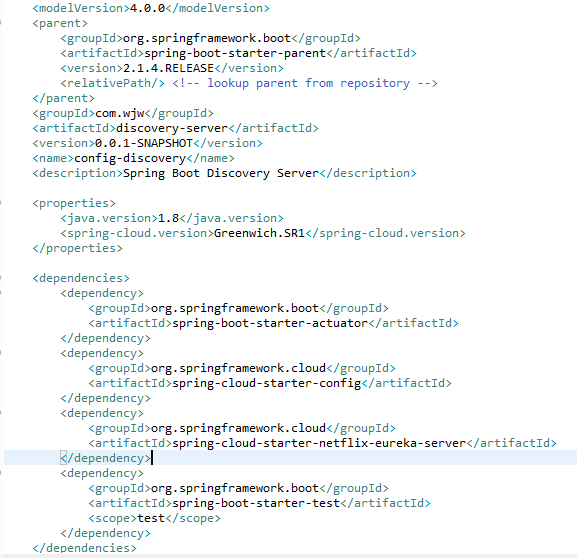 <modelVersion>4.0.0</modelVersion>
<parent>
<groupId>org.springframework.boot</groupId>
<artifactId>spring-boot-starter-parent</artifactId>
<version>2.1.4.RELEASE</version>
<relativePath/> <!-- lookup parent from repository -->
</parent>
<groupId>com.wjw</groupId>
<artifactId>discovery-server</artifactId>
<version>0.0.1-SNAPSHOT</version>
<name>config-discovery</name>
<description>Spring Boot Discovery Server</description>
<properties>
<java.version>1.8</java.version>
<spring-cloud.version>Greenwich.SR1</spring-cloud.version>
</properties>
<dependencies>
<dependency>
<groupId>org.springframework.boot</groupId>
<artifactId>spring-boot-starter-actuator</artifactId>
</dependency>
<dependency>
<groupId>org.springframework.cloud</groupId>
<artifactId>spring-cloud-starter-config</artifactId>
</dependency>
<dependency>
<groupId>org.springframework.cloud</groupId>
<artifactId>spring-cloud-starter-netflix-eureka-server</artifactId>
</dependency>
<dependency>
<groupId>org.springframework.boot</groupId>
<artifactId>spring-boot-starter-test</artifactId>
<scope>test</scope>
</dependency>
</dependencies>